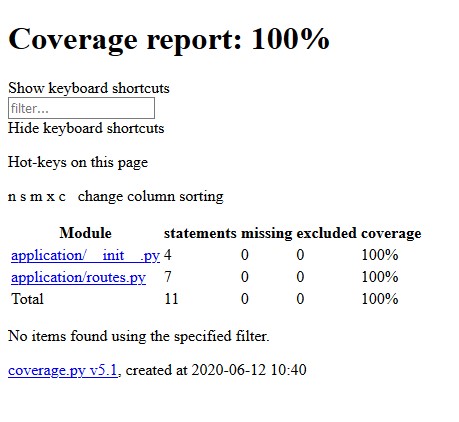 Coverage report: 100%
Show keyboard shortcuts
filter...
Hide keyboard shortcuts
Hot-keys on this page
n s m x c change column sorting
Module statements missing excluded coverage
application/__init__.py 4 0 0 100%
application/routes.py 7 0 0 100%
Total 11 0 0 100%
No items found using the specified filter.
coverage.py v5.1, created at 2020-06-12 10:40